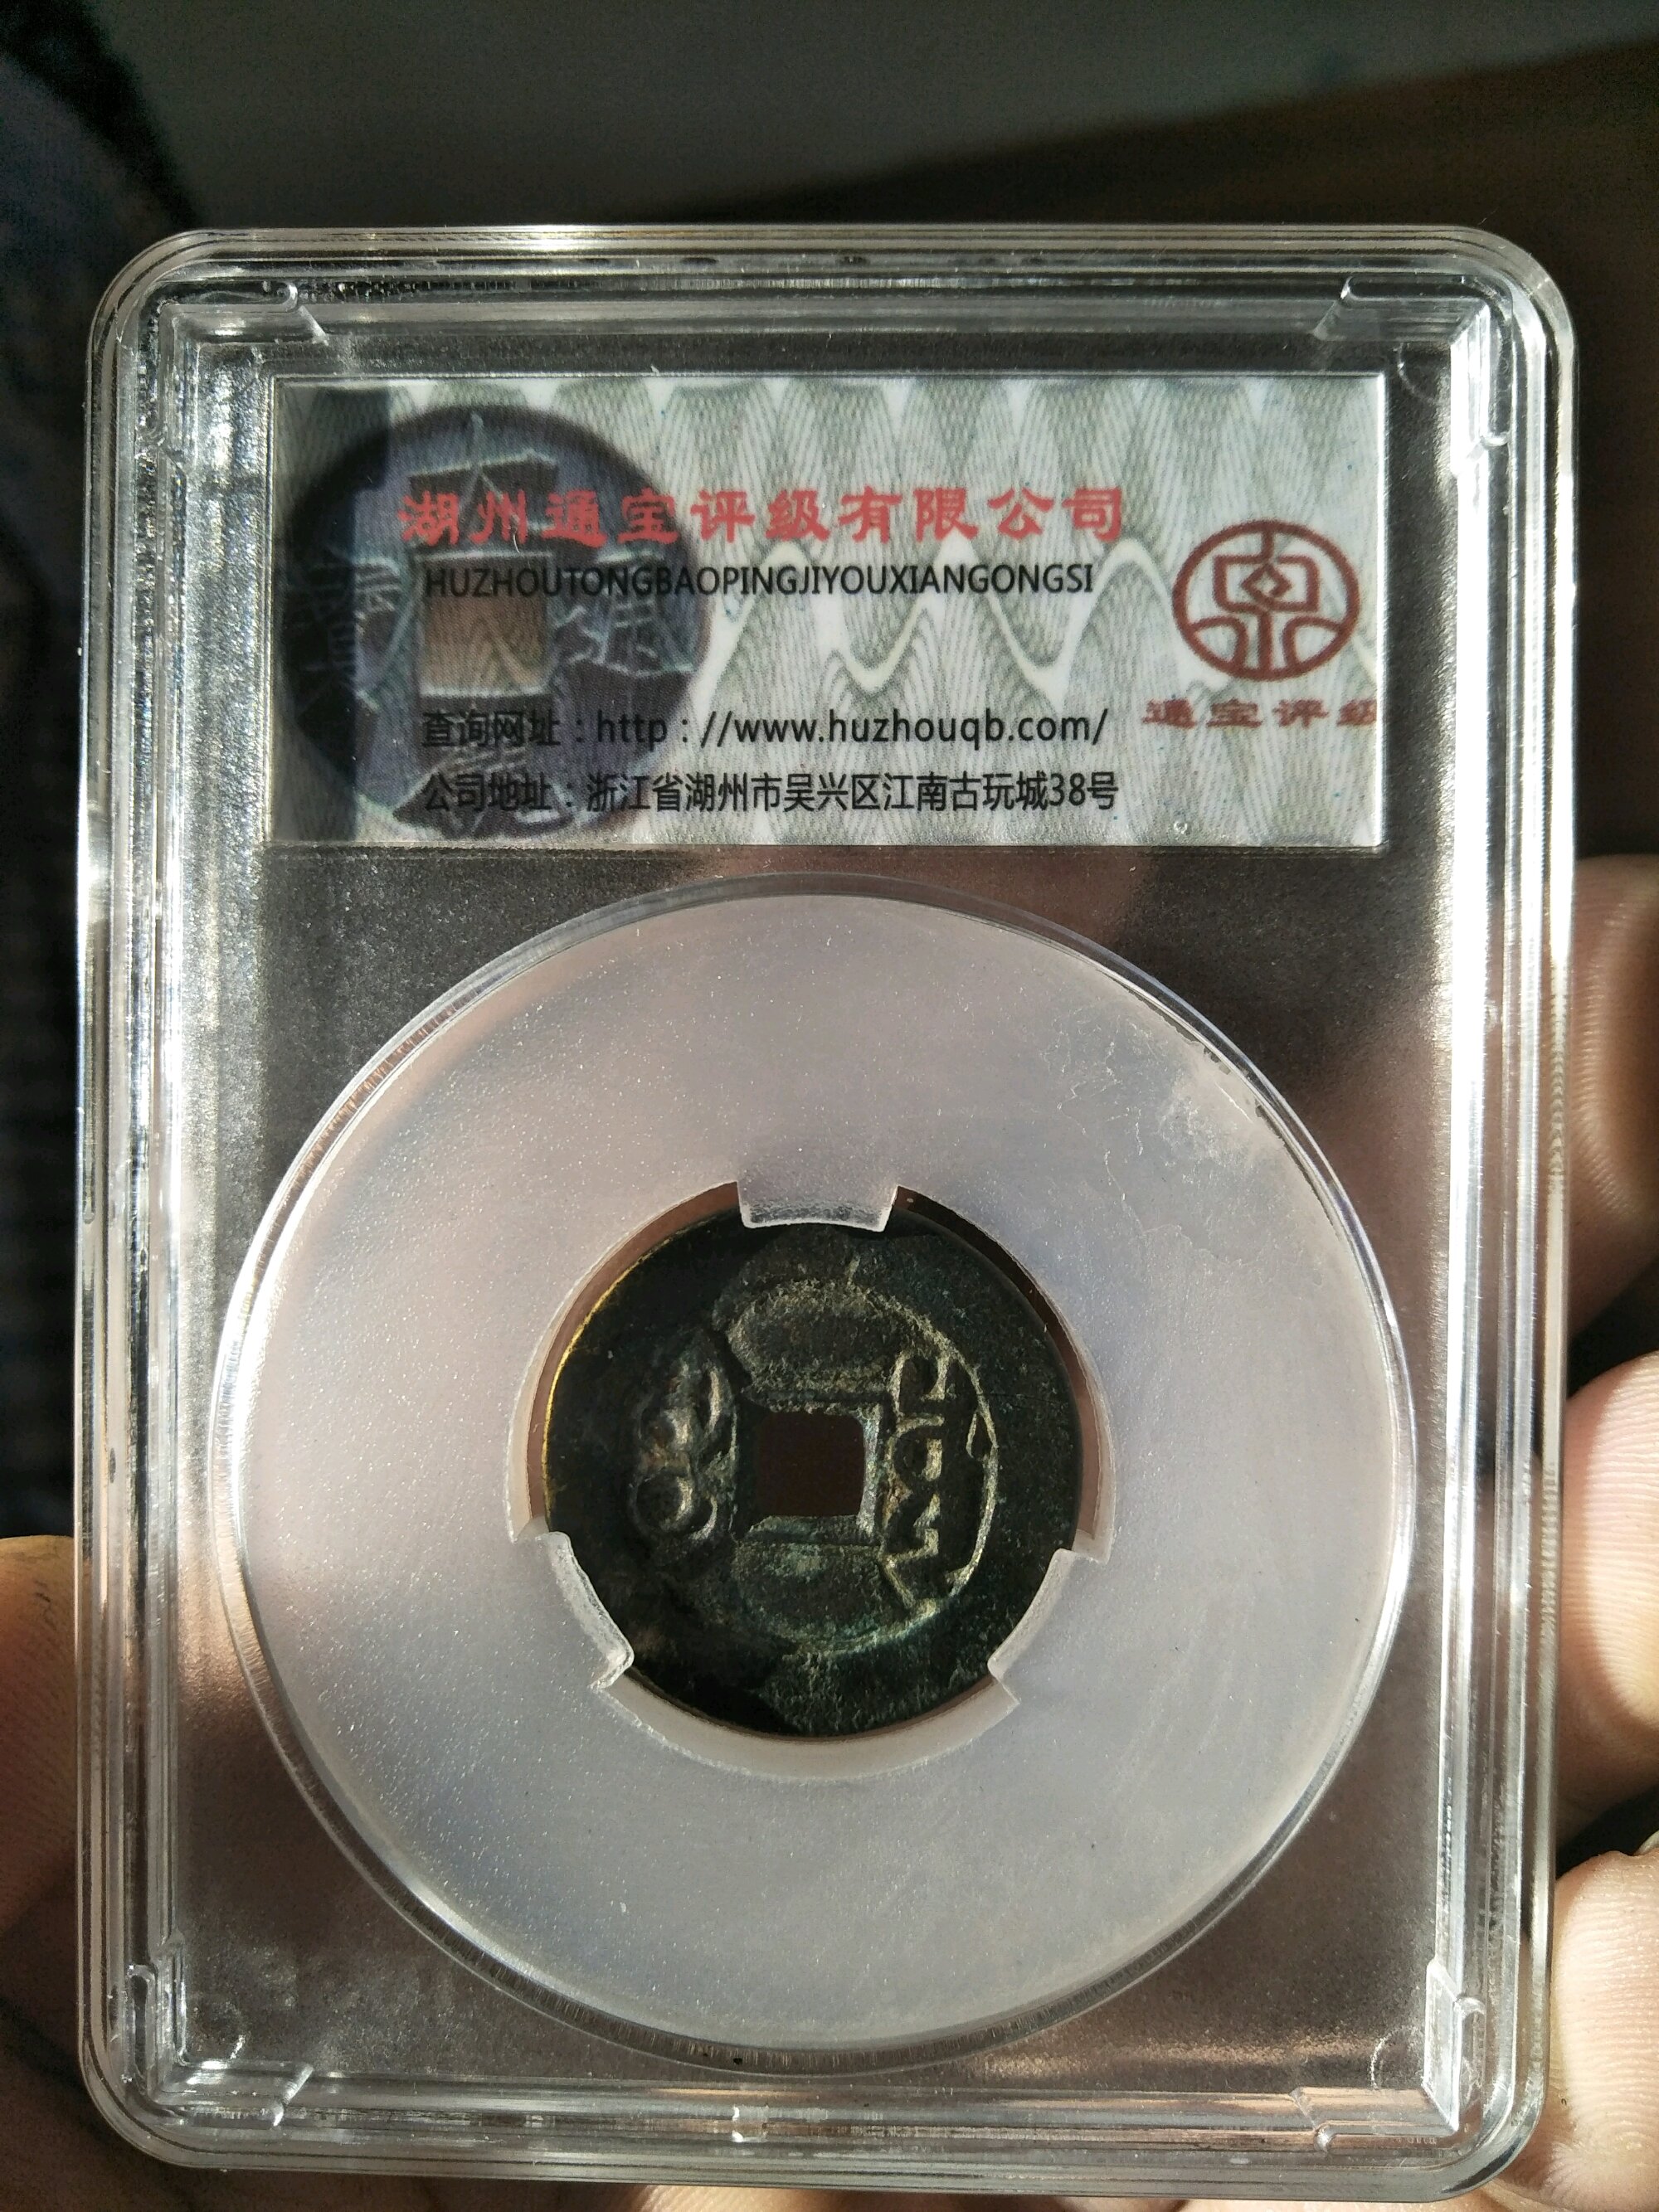 湖州通宝评级有限公司
HUZHOUTONGBAOPINGJIYOUXIANGONGSI
通宝评级
查询网址：http：//www.huzhouqb.com/
公司地址：浙江省湖州市吴兴区江南古玩城38号